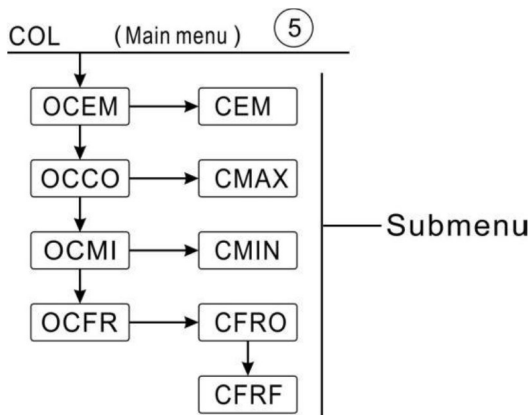 COL (Main menu) 5
OCEM CEM
OCCO CMAX
Submenu
OCMI CMIN
OCFR CFRO
CFRF